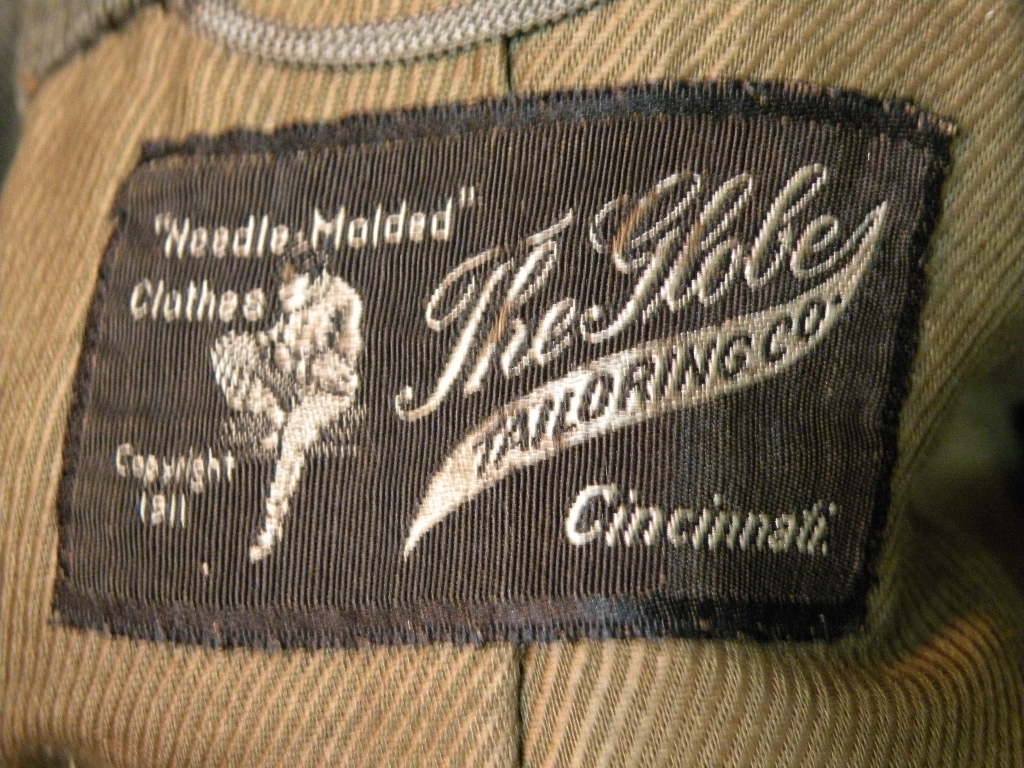 "Needle-Molded"
Clothes
Copyright
1911
The Globe
TAILORING CO.
Cincinnati